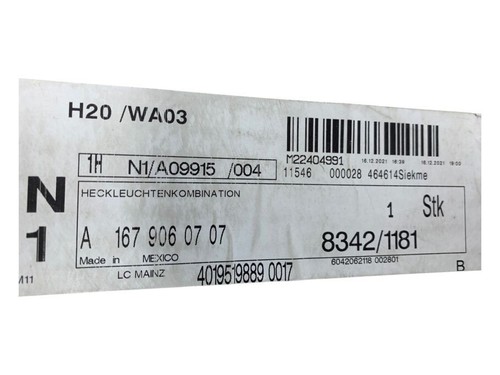 H20 /WA03
M22404991 16.12.2021 16:39 16.12.2021 16:03
11546 000028 464614Siekme
1H N1/A09915 /004
N
1
HECKLEUCHTENKOMBINATION
1 Stk
A 167 906 07 07 8342/1181
Made in MEXICO
6042062118 002801
M11 LC MAINZ 4019519889 0017 B